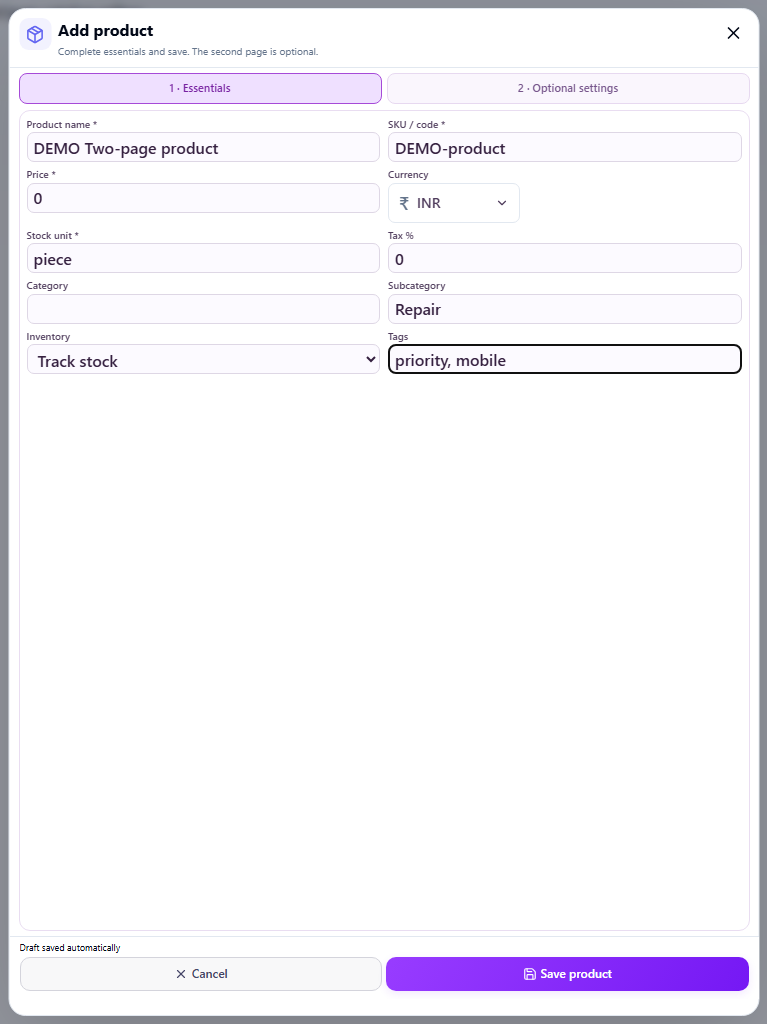 Add product
Complete essentials and save. The second page is optional.
1 · Essentials
2 · Optional settings
Product name *
SKU / code *
DEMO Two-page product
DEMO-product
Price *
Currency
0
₹ INR
Stock unit *
Tax %
piece
0
Category
Subcategory
Repair
Inventory
Tags
Track stock
priority, mobile
Draft saved automatically
Cancel
Save product